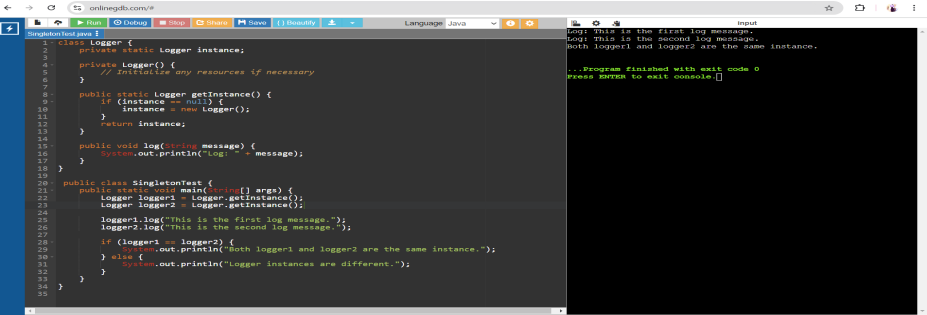 onlinegdb.com/#
Run Debug Stop Share Save { } Beautify Language Java
input
SingletonTest.java
1 class Logger {
2 private static Logger instance;
3
4 private Logger() {
5 // Initialize any resources if necessary
6 }
7
8 public static Logger getInstance() {
9 if (instance == null) {
10 instance = new Logger();
11 }
12 return instance;
13 }
14
15 public void log(String message) {
16 System.out.println("Log: " + message);
17 }
18 }
19
20 public class SingletonTest {
21 public static void main(String[] args) {
22 Logger logger1 = Logger.getInstance();
23 Logger logger2 = Logger.getInstance();
24
25 logger1.log("This is the first log message.");
26 logger2.log("This is the second log message.");
27
28 if (logger1 == logger2) {
29 System.out.println("Both logger1 and logger2 are the same instance.");
30 } else {
31 System.out.println("Logger instances are different.");
32 }
33 }
34 }
35
Log: This is the first log message.
Log: This is the second log message.
Both logger1 and logger2 are the same instance.
...Program finished with exit code 0
Press ENTER to exit console.